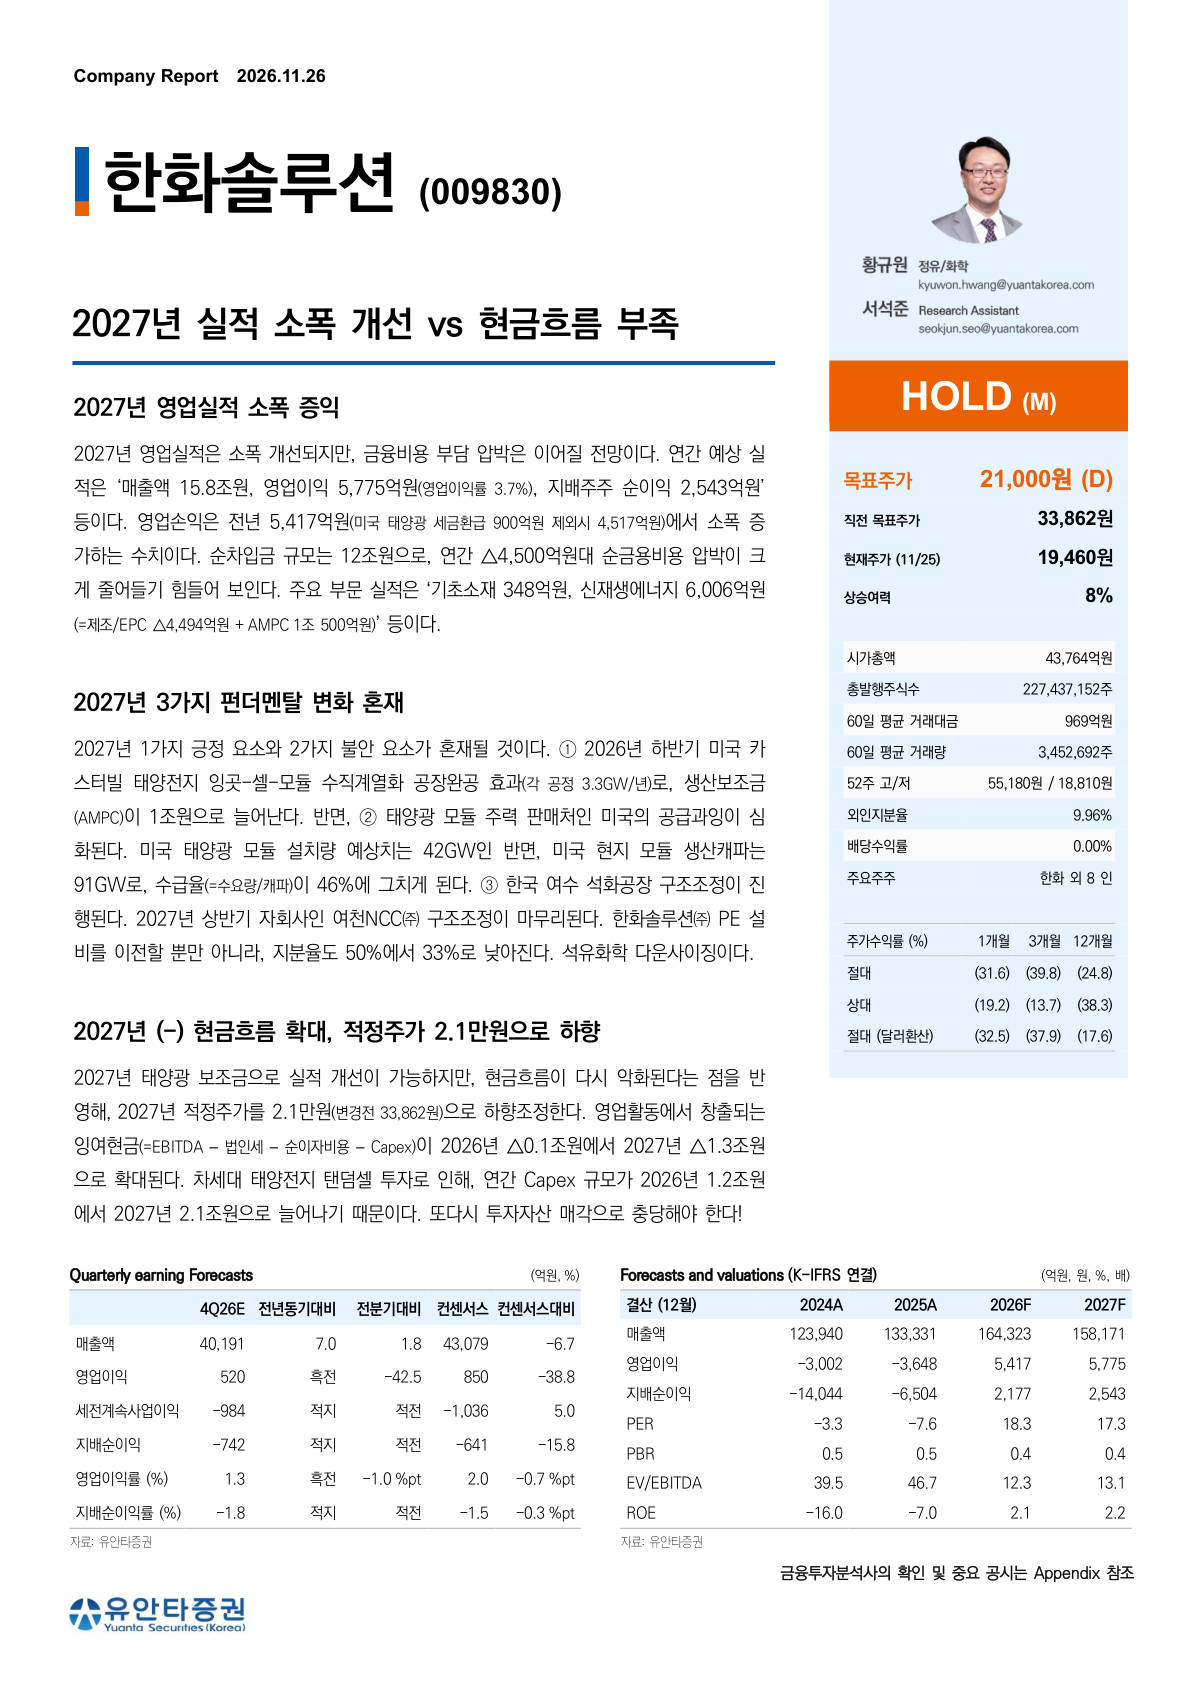 Company Report 2026.11.26
한화솔루션 (009830)
2027년 실적 소폭 개선 vs 현금흐름 부족
2027년 영업실적 소폭 증익
2027년 영업실적은 소폭 개선되지만, 금융비용 부담 압박은 이어질 전망이다. 연간 예상 실
적은 ‘매출액 15.8조원, 영업이익 5,775억원(영업이익률 3.7%), 지배주주 순이익 2,543억원’
등이다. 영업손익은 전년 5,417억원(미국 태양광 세금환급 900억원 제외시 4,517억원)에서 소폭 증
가하는 수치이다. 순차입금 규모는 12조원으로, 연간 △4,500억원대 순금용비용 압박이 크
게 줄어들기 힘들어 보인다. 주요 부문 실적은 ‘기초소재 348억원, 신재생에너지 6,006억원
(=제조/EPC △4,494억원 + AMPC 1조 500억원)’ 등이다.
2027년 3가지 펀더멘탈 변화 혼재
2027년 1가지 긍정 요소와 2가지 불안 요소가 혼재될 것이다. ① 2026년 하반기 미국 카
스터빌 태양전지 잉곳-셀-모듈 수직계열화 공장완공 효과(각 공정 3.3GW/년)로, 생산보조금
(AMPC)이 1조원으로 늘어난다. 반면, ② 태양광 모듈 주력 판매처인 미국의 공급과잉이 심
화된다. 미국 태양광 모듈 설치량 예상치는 42GW인 반면, 미국 현지 모듈 생산캐파는
91GW로, 수급율(=수요량/캐파)이 46%에 그치게 된다. ③ 한국 여수 석화공장 구조조정이 진
행된다. 2027년 상반기 자회사인 여천NCC㈜ 구조조정이 마무리된다. 한화솔루션㈜ PE 설
비를 이전할 뿐만 아니라, 지분율도 50%에서 33%로 낮아진다. 석유화학 다운사이징이다.
2027년 (-) 현금흐름 확대, 적정주가 2.1만원으로 하향
2027년 태양광 보조금으로 실적 개선이 가능하지만, 현금흐름이 다시 악화된다는 점을 반
영해, 2027년 적정주가를 2.1만원(변경전 33,862원)으로 하향조정한다. 영업활동에서 창출되는
잉여현금(=EBITDA – 법인세 – 순이자비용 – Capex)이 2026년 △0.1조원에서 2027년 △1.3조원
으로 확대된다. 차세대 태양전지 탠덤셀 투자로 인해, 연간 Capex 규모가 2026년 1.2조원
에서 2027년 2.1조원으로 늘어나기 때문이다. 또다시 투자자산 매각으로 충당해야 한다!
황규원 정유/화학
kyuwon.hwang@yuantakorea.com
서석준 Research Assistant
seokjun.seo@yuantakorea.com
HOLD (M)
목표주가 21,000원 (D)
직전 목표주가 33,862원
현재주가 (11/25) 19,460원
상승여력 8%
시가총액 43,764억원
총발행주식수 227,437,152주
60일 평균 거래대금 969억원
60일 평균 거래량 3,452,692주
52주 고/저 55,180원 / 18,810원
외인지분율 9.96%
배당수익률 0.00%
주요주주 한화 외 8 인
주가수익률 (%) 1개월 3개월 12개월
절대 (31.6) (39.8) (24.8)
상대 (19.2) (13.7) (38.3)
절대 (달러환산) (32.5) (37.9) (17.6)
Quarterly earning Forecasts (억원, %)
4Q26E 전년동기대비 전분기대비 컨센서스 컨센서스대비
매출액 40,191 7.0 1.8 43,079 -6.7
영업이익 520 흑전 -42.5 850 -38.8
세전계속사업이익 -984 적지 적전 -1,036 5.0
지배순이익 -742 적지 적전 -641 -15.8
영업이익률 (%) 1.3 흑전 -1.0 %pt 2.0 -0.7 %pt
지배순이익률 (%) -1.8 적지 적전 -1.5 -0.3 %pt
자료: 유안타증권
Forecasts and valuations (K-IFRS 연결) (억원, 원, %, 배)
결산 (12월) 2024A 2025A 2026F 2027F
매출액 123,940 133,331 164,323 158,171
영업이익 -3,002 -3,648 5,417 5,775
지배순이익 -14,044 -6,504 2,177 2,543
PER -3.3 -7.6 18.3 17.3
PBR 0.5 0.5 0.4 0.4
EV/EBITDA 39.5 46.7 12.3 13.1
ROE -16.0 -7.0 2.1 2.2
자료: 유안타증권
금융투자분석사의 확인 및 중요 공시는 Appendix 참조
유안타증권
Yuanta Securities (Korea)